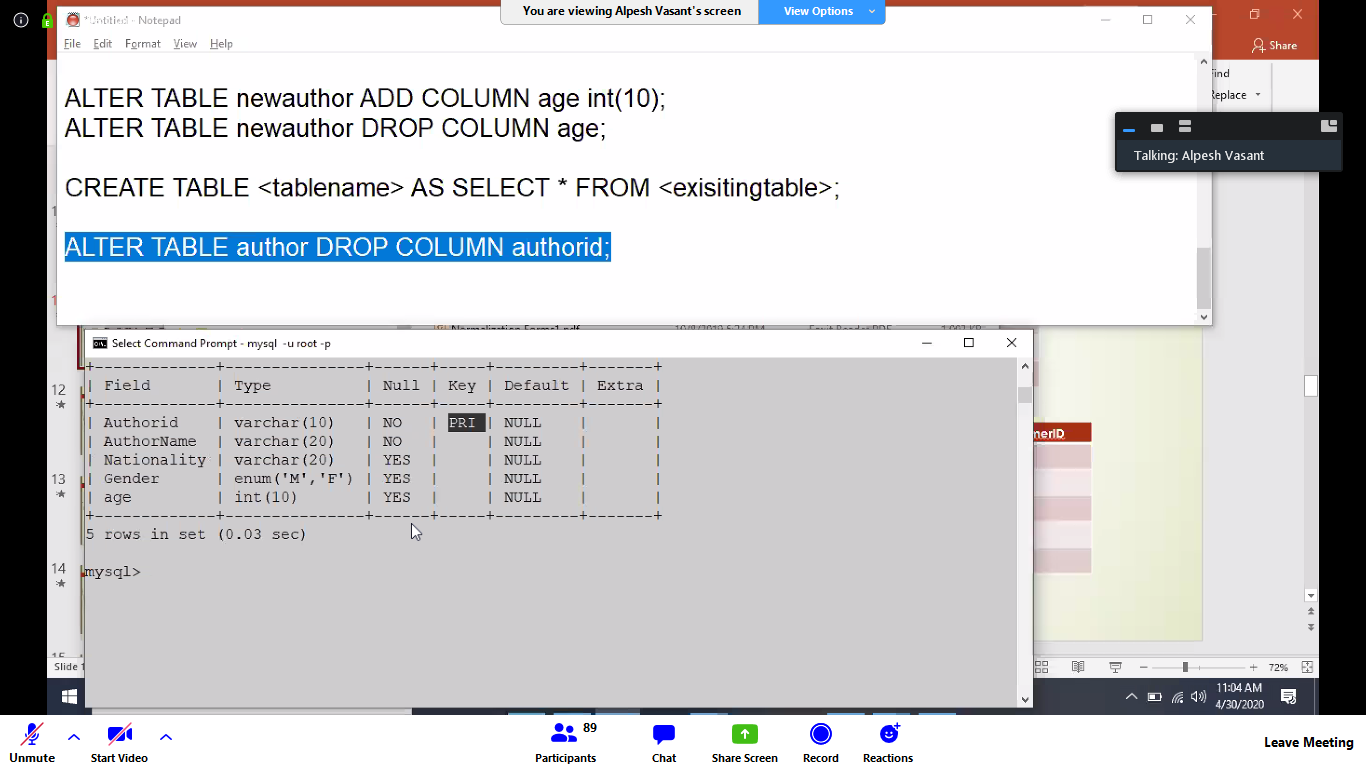 You are viewing Alpesh Vasant's screen
View Options
*Untitled - Notepad
File Edit Format View Help
Share
ind
Replace
ALTER TABLE newauthor ADD COLUMN age int(10);
ALTER TABLE newauthor DROP COLUMN age;
Talking: Alpesh Vasant
CREATE TABLE <tablename> AS SELECT * FROM <exisitingtable>;
ALTER TABLE author DROP COLUMN authorid;
Select Command Prompt - mysql -u root -p
+-------------+---------------+------+-----+---------+-------+
| Field | Type | Null | Key | Default | Extra |
+-------------+---------------+------+-----+---------+-------+
| Authorid | varchar(10) | NO | PRI | NULL | |
| AuthorName | varchar(20) | NO | | NULL | |
| Nationality | varchar(20) | YES | | NULL | |
| Gender | enum('M','F') | YES | | NULL | |
| age | int(10) | YES | | NULL | |
+-------------+---------------+------+-----+---------+-------+
5 rows in set (0.03 sec)
mysql>
merID
12
13
14
Slide 1
72%
11:04 AM
4/30/2020
Unmute
Start Video
Participants 89
Chat
Share Screen
Record
Reactions
Leave Meeting